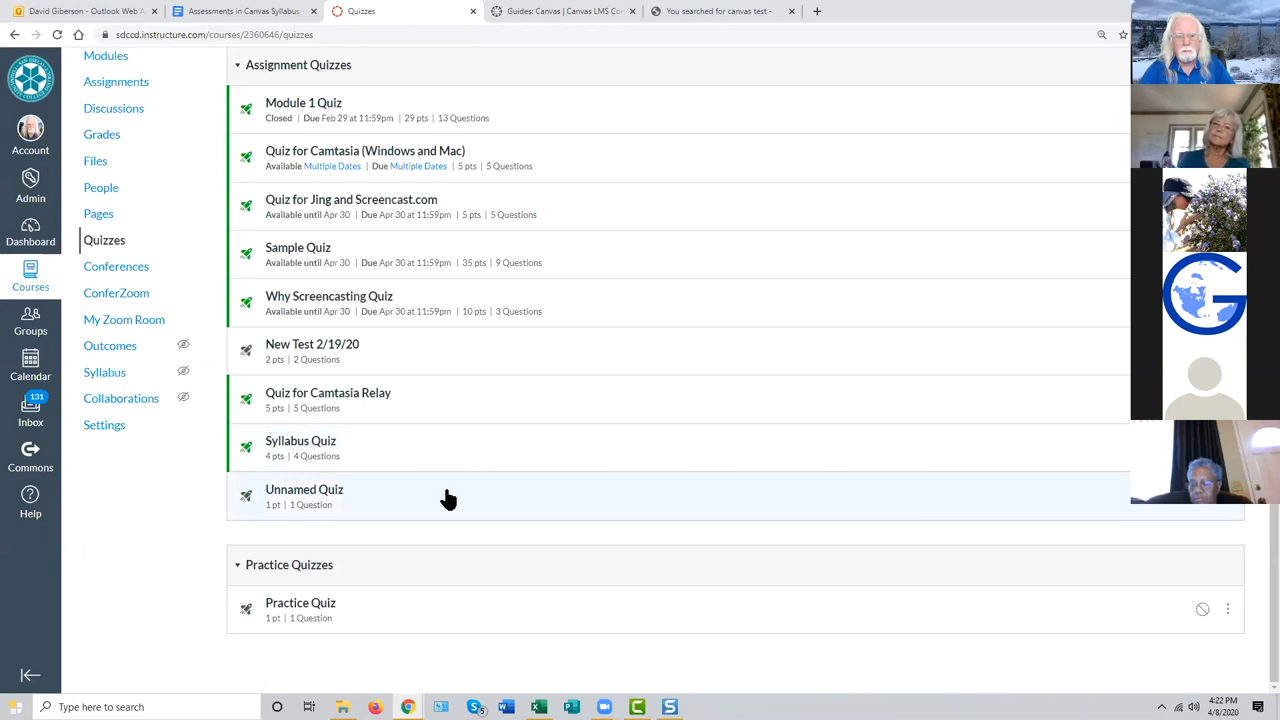 David Giberson - Outlook Web A
Assessments in Canvas Syllabus
Quizzes
Guides: Canvas | Canvas LMS Co
You searched for canvas test -
sdccd.instructure.com/courses/2360646/quizzes
Account
Admin
Dashboard
Courses
Groups
Calendar
131
Inbox
Commons
Help
Modules
Assignments
Discussions
Grades
Files
People
Pages
Quizzes
Conferences
ConferZoom
My Zoom Room
Outcomes
Syllabus
Collaborations
Settings
Assignment Quizzes
Module 1 Quiz
Closed | Due Feb 29 at 11:59pm | 29 pts | 13 Questions
Quiz for Camtasia (Windows and Mac)
Available Multiple Dates | Due Multiple Dates | 5 pts | 5 Questions
Quiz for Jing and Screencast.com
Available until Apr 30 | Due Apr 30 at 11:59pm | 5 pts | 5 Questions
Sample Quiz
Available until Apr 30 | Due Apr 30 at 11:59pm | 35 pts | 9 Questions
Why Screencasting Quiz
Available until Apr 30 | Due Apr 30 at 11:59pm | 10 pts | 3 Questions
New Test 2/19/20
2 pts | 2 Questions
Quiz for Camtasia Relay
5 pts | 5 Questions
Syllabus Quiz
4 pts | 4 Questions
Unnamed Quiz
1 pt | 1 Question
Practice Quizzes
Practice Quiz
1 pt | 1 Question
G
Type here to search
5
4:22 PM
4/8/2020